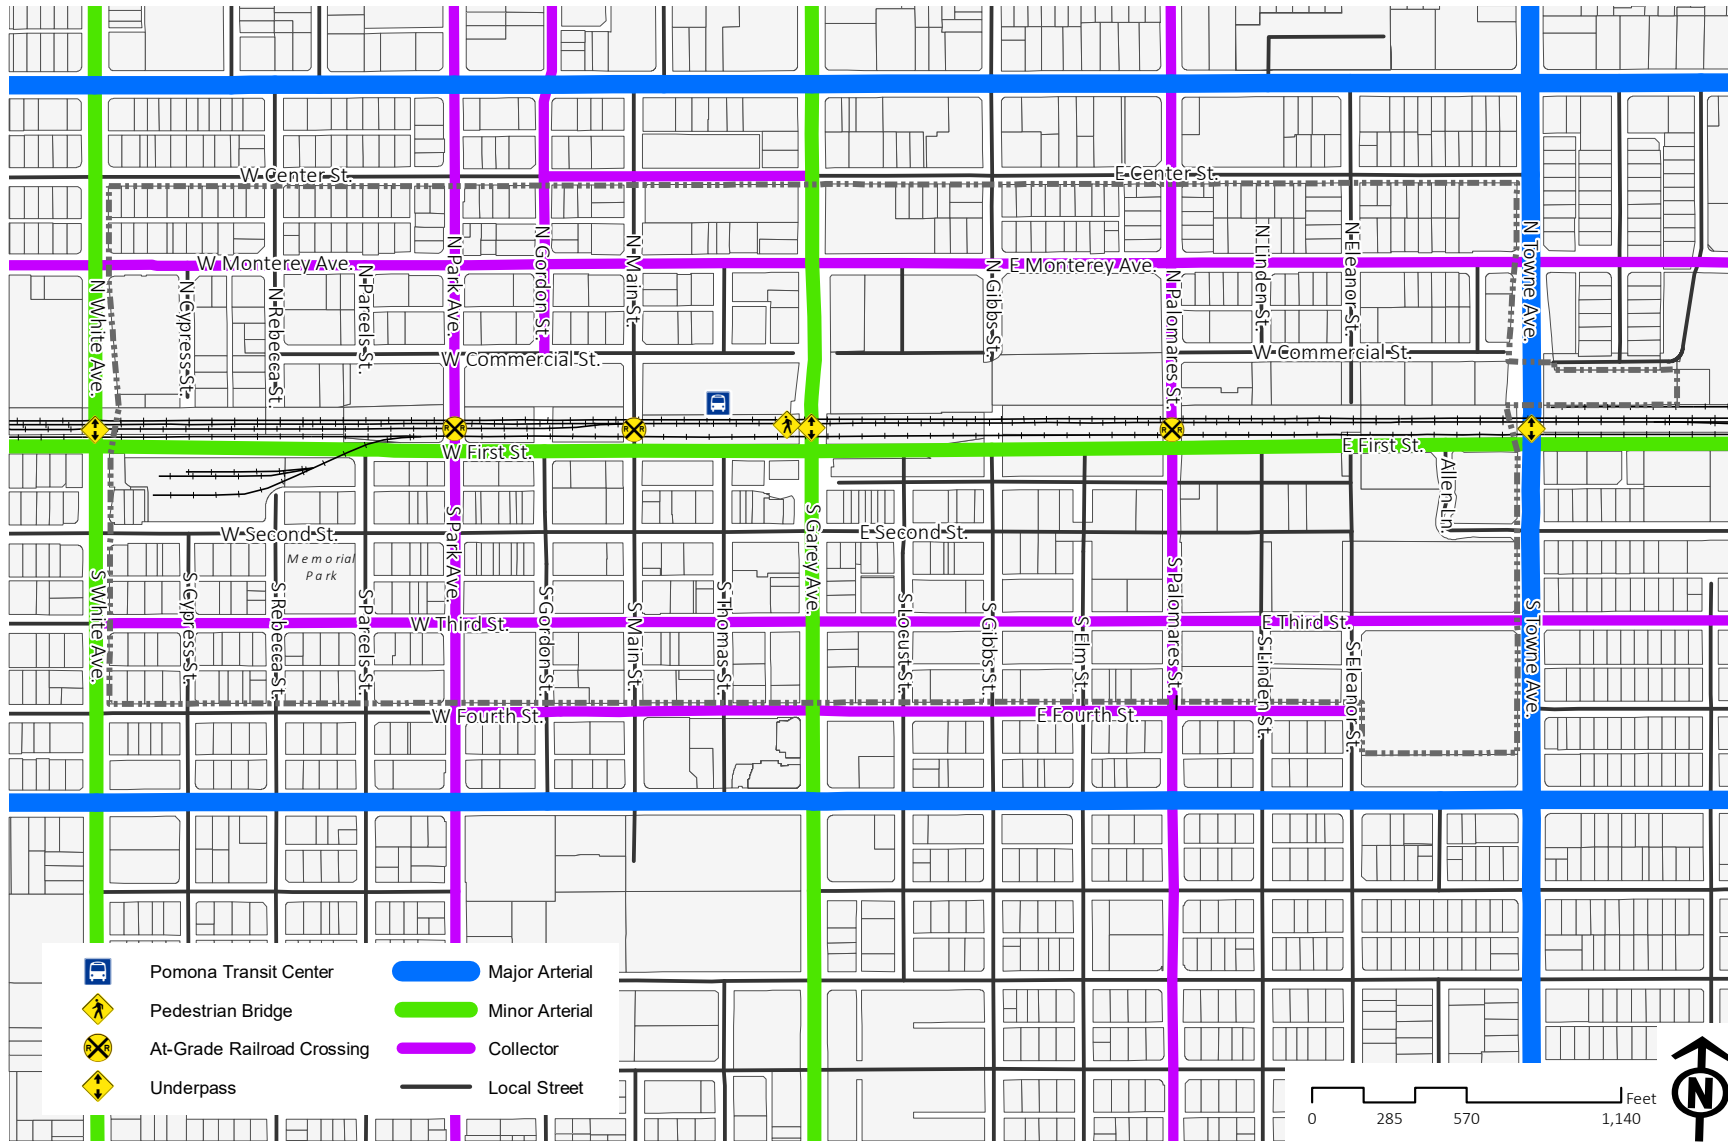 W Center St.
E Center St.
N White Ave.
N Cypress St.
N Rebecca St.
N Parcels St.
N Park Ave.
N Gordon St.
N Main St.
N Gibbs St.
N Palomares St.
N Linden St.
N Eleanor St.
N Towne Ave.
W Monterey Ave.
E Monterey Ave.
W Commercial St.
W Commercial St.
R R
R R
R R
W First St.
E First St.
Allen Ln.
W Second St.
E Second St.
Memorial
Park
S White Ave.
S Cypress St.
S Rebecca St.
S Parcels St.
S Park Ave.
S Gordon St.
S Main St.
S Thomas St.
S Garey Ave.
S Locust St.
S Gibbs St.
S Elm St.
S Palomares St.
S Linden St.
S Eleanor St.
S Towne Ave.
W Third St.
E Third St.
W Fourth St.
E Fourth St.
Pomona Transit Center
Pedestrian Bridge
R R
At-Grade Railroad Crossing
Underpass
Major Arterial
Minor Arterial
Collector
Local Street
Feet
0 285 570 1,140
N